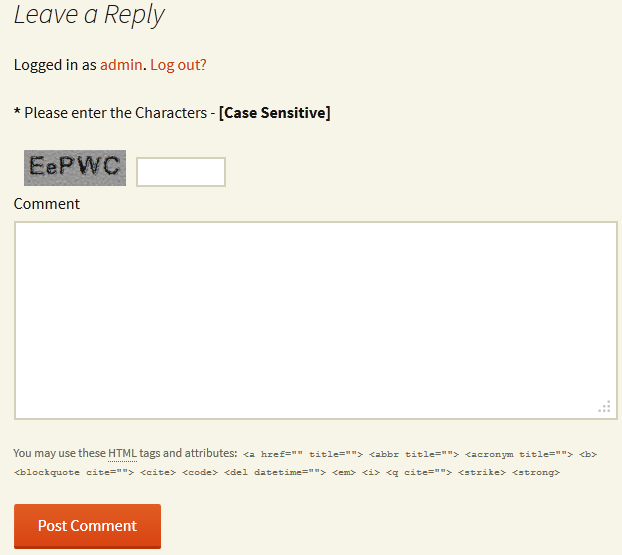 Leave a Reply
Logged in as admin. Log out?
* Please enter the Characters - [Case Sensitive]
EePWC
Comment
You may use these HTML tags and attributes: <a href="" title=""> <abbr title=""> <acronym title=""> <b>
<blockquote cite=""> <cite> <code> <del datetime=""> <em> <i> <q cite=""> <strike> <strong>
Post Comment